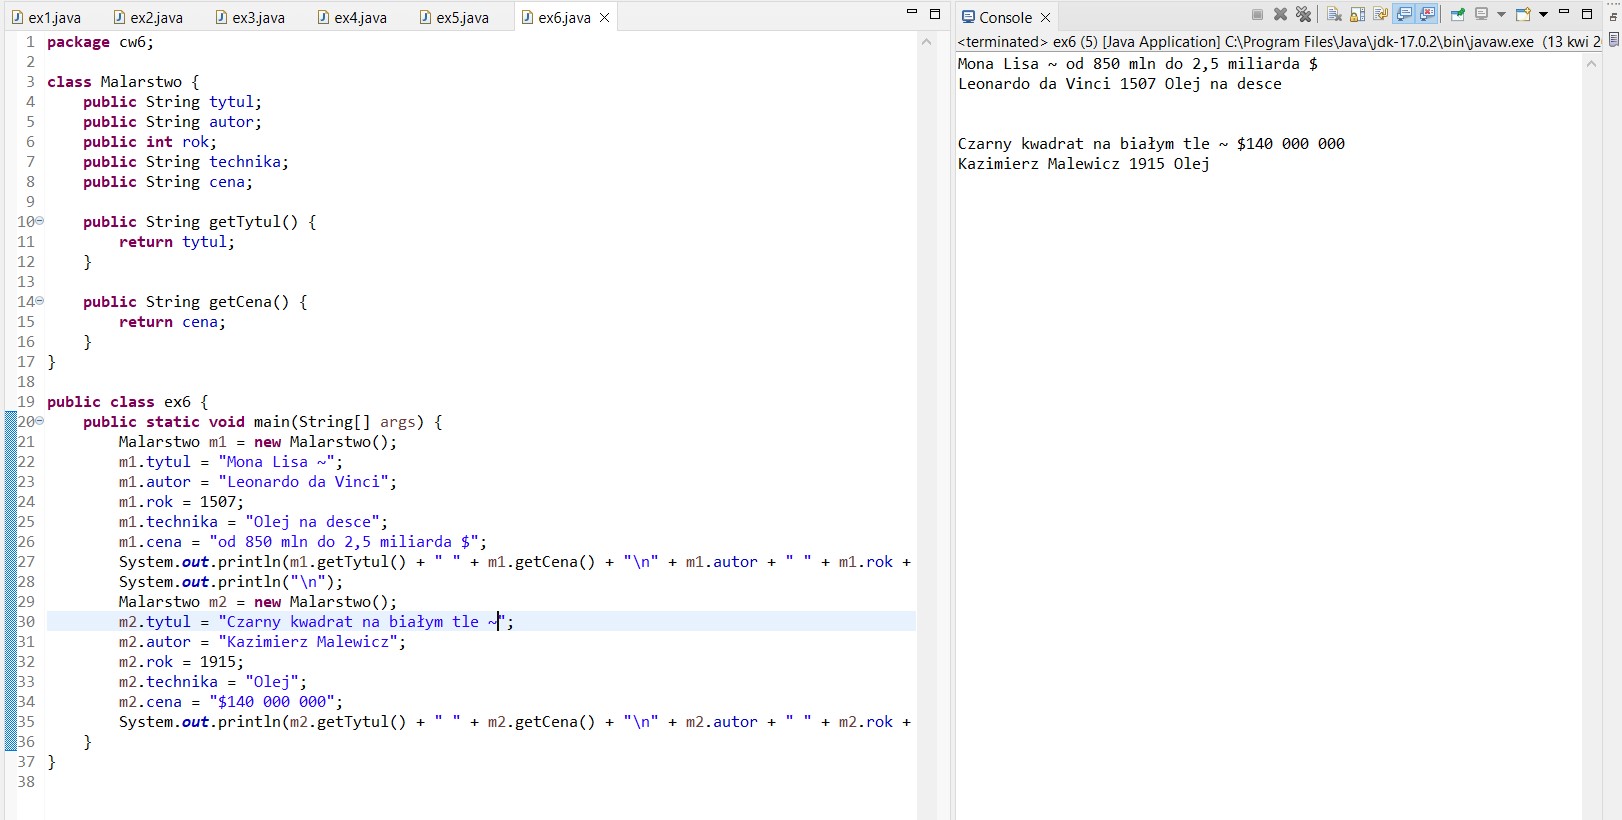 ex1.java ex2.java ex3.java ex4.java ex5.java ex6.java
1 package cw6;
2
3 class Malarstwo {
4     public String tytul;
5     public String autor;
6     public int rok;
7     public String technika;
8     public String cena;
9
10     public String getTytul() {
11         return tytul;
12     }
13
14     public String getCena() {
15         return cena;
16     }
17 }
18
19 public class ex6 {
20     public static void main(String[] args) {
21         Malarstwo m1 = new Malarstwo();
22         m1.tytul = "Mona Lisa ~";
23         m1.autor = "Leonardo da Vinci";
24         m1.rok = 1507;
25         m1.technika = "Olej na desce";
26         m1.cena = "od 850 mln do 2,5 miliarda $";
27         System.out.println(m1.getTytul() + " " + m1.getCena() + "\n" + m1.autor + " " + m1.rok +
28         System.out.println("\n");
29         Malarstwo m2 = new Malarstwo();
30         m2.tytul = "Czarny kwadrat na białym tle ~";
31         m2.autor = "Kazimierz Malewicz";
32         m2.rok = 1915;
33         m2.technika = "Olej";
34         m2.cena = "$140 000 000";
35         System.out.println(m2.getTytul() + " " + m2.getCena() + "\n" + m2.autor + " " + m2.rok +
36     }
37 }
38
Console
<terminated> ex6 (5) [Java Application] C:\Program Files\Java\jdk-17.0.2\bin\javaw.exe (13 kwi 2
Mona Lisa ~ od 850 mln do 2,5 miliarda $
Leonardo da Vinci 1507 Olej na desce
Czarny kwadrat na białym tle ~ $140 000 000
Kazimierz Malewicz 1915 Olej